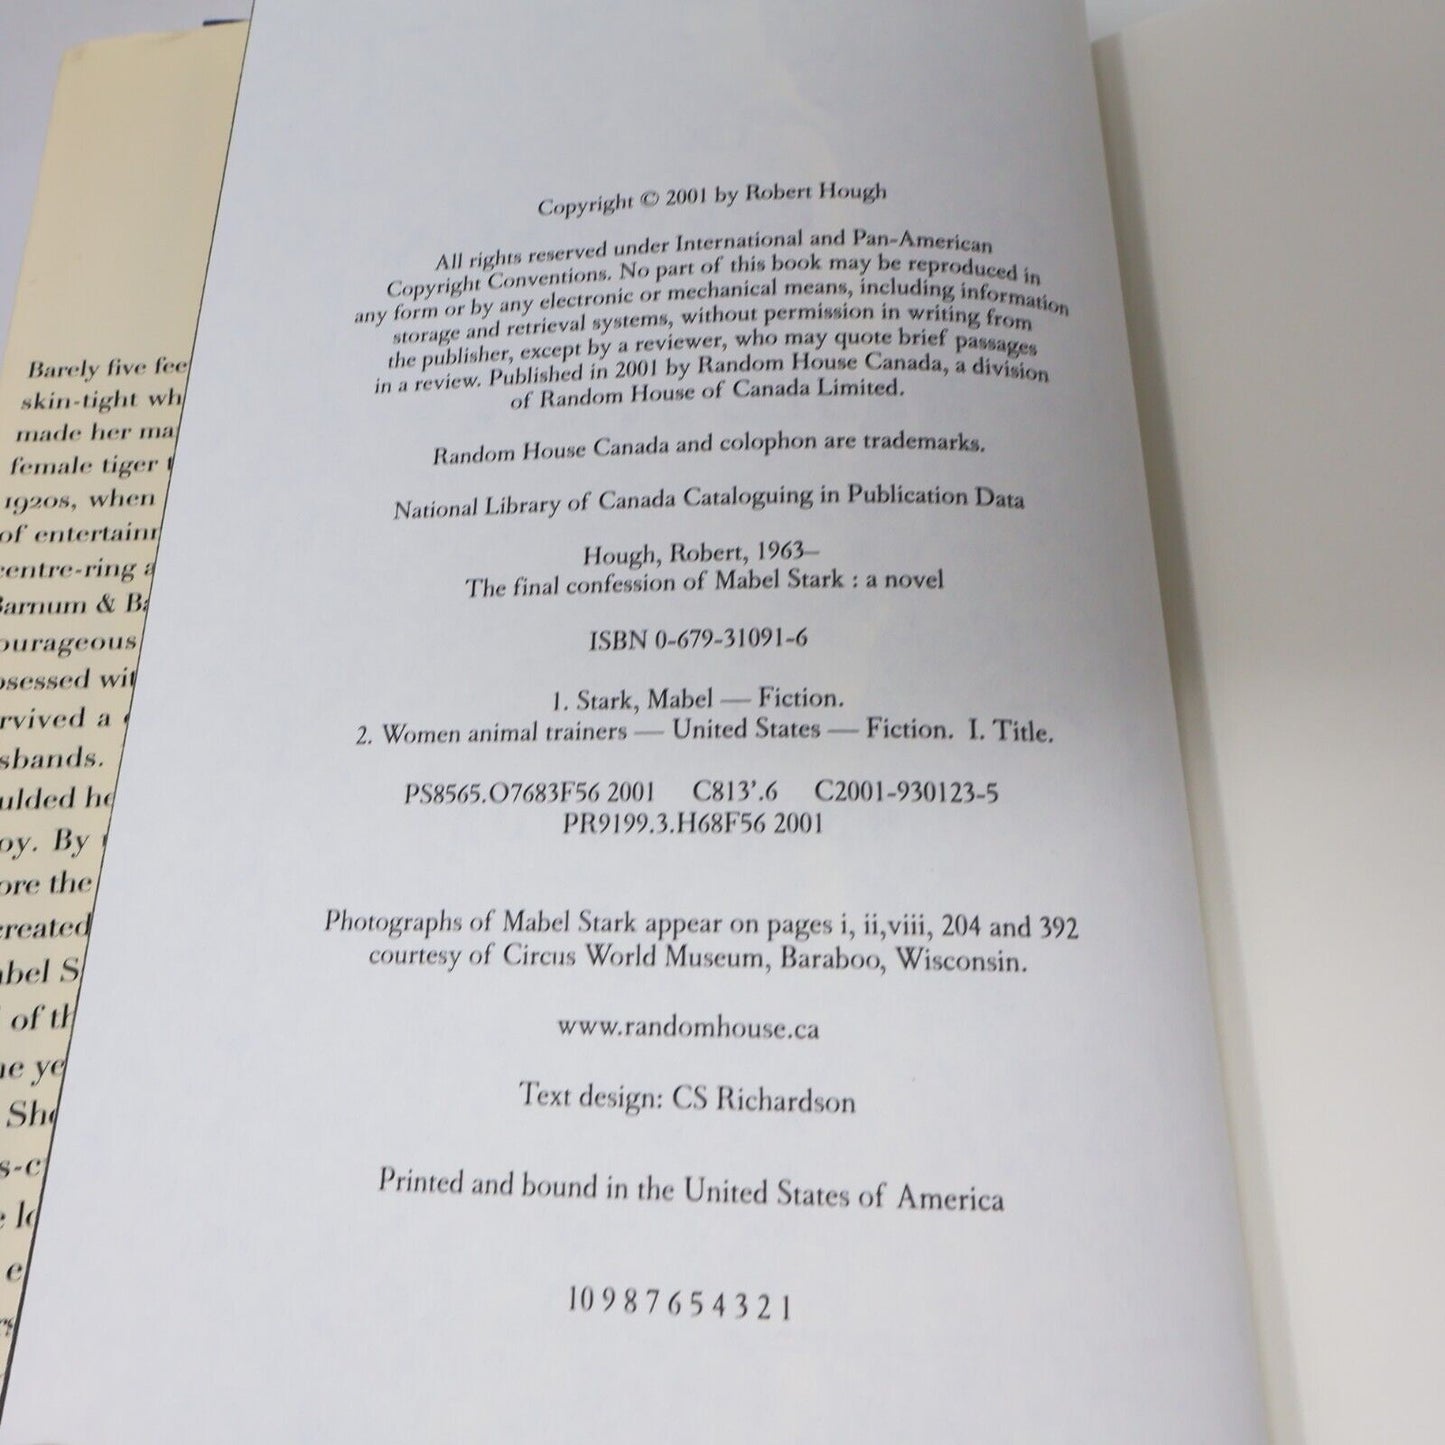 Barely five fee
skin-tight wh
made her ma
female tiger
1920s, when
of entertain
centre-ring a
Barnum & Ba
ourageous
sessed wit
rvived a
sbands.
ulded he
oy. By
ore the
created
abel S
of th
ne ye
She
s-c
e lo
e
Copyright © 2001 by Robert Hough
All rights reserved under International and Pan-American
Copyright Conventions. No part of this book may be reproduced in
any form or by any electronic or mechanical means, including information
storage and retrieval systems, without permission in writing from
the publisher, except by a reviewer, who may quote brief passages
in a review. Published in 2001 by Random House Canada, a division
of Random House of Canada Limited.
Random House Canada and colophon are trademarks.
National Library of Canada Cataloguing in Publication Data
Hough, Robert, 1963–
The final confession of Mabel Stark : a novel
ISBN 0-679-31091-6
1. Stark, Mabel — Fiction.
2. Women animal trainers — United States — Fiction. I. Title.
PS8565.O7683F56 2001 C813'.6 C2001-930123-5
PR9199.3.H68F56 2001
Photographs of Mabel Stark appear on pages i, ii,viii, 204 and 392
courtesy of Circus World Museum, Baraboo, Wisconsin.
www.randomhouse.ca
Text design: CS Richardson
Printed and bound in the United States of America
10 9 8 7 6 5 4 3 2 1